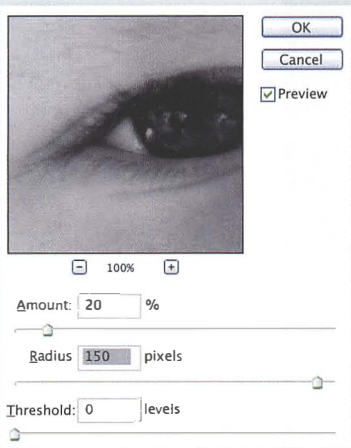 OK
Cancel
Preview
100%
Amount: 20 %
Radius 150 pixels
Threshold: 0 levels